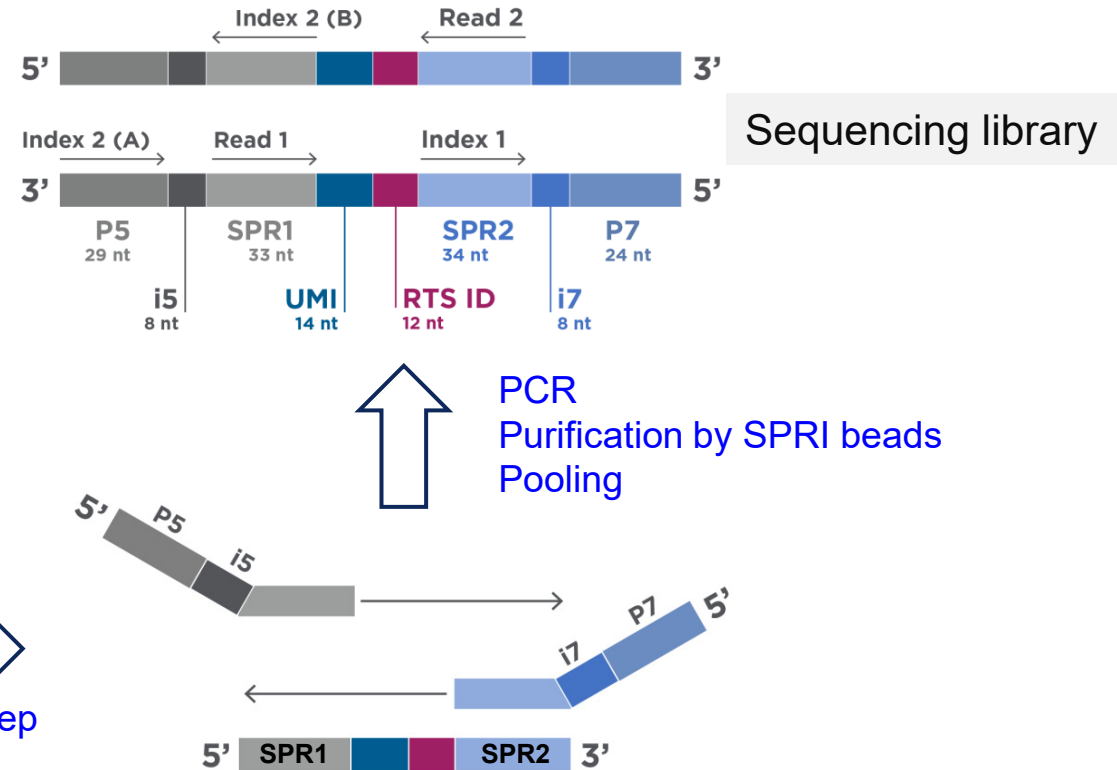 Index 2 (B) Read 2
5’ 3’
Sequencing library
Index 2 (A) Read 1 Index 1
3’ 5’
P5 SPR1 SPR2 P7
29 nt 33 nt 34 nt 24 nt
i5 UMI RTS ID i7
8 nt 14 nt 12 nt 8 nt
PCR
Purification by SPRI beads
Pooling
5’ P5 i5
i7 P7 5’
ep
5’ SPR1 SPR2 3’